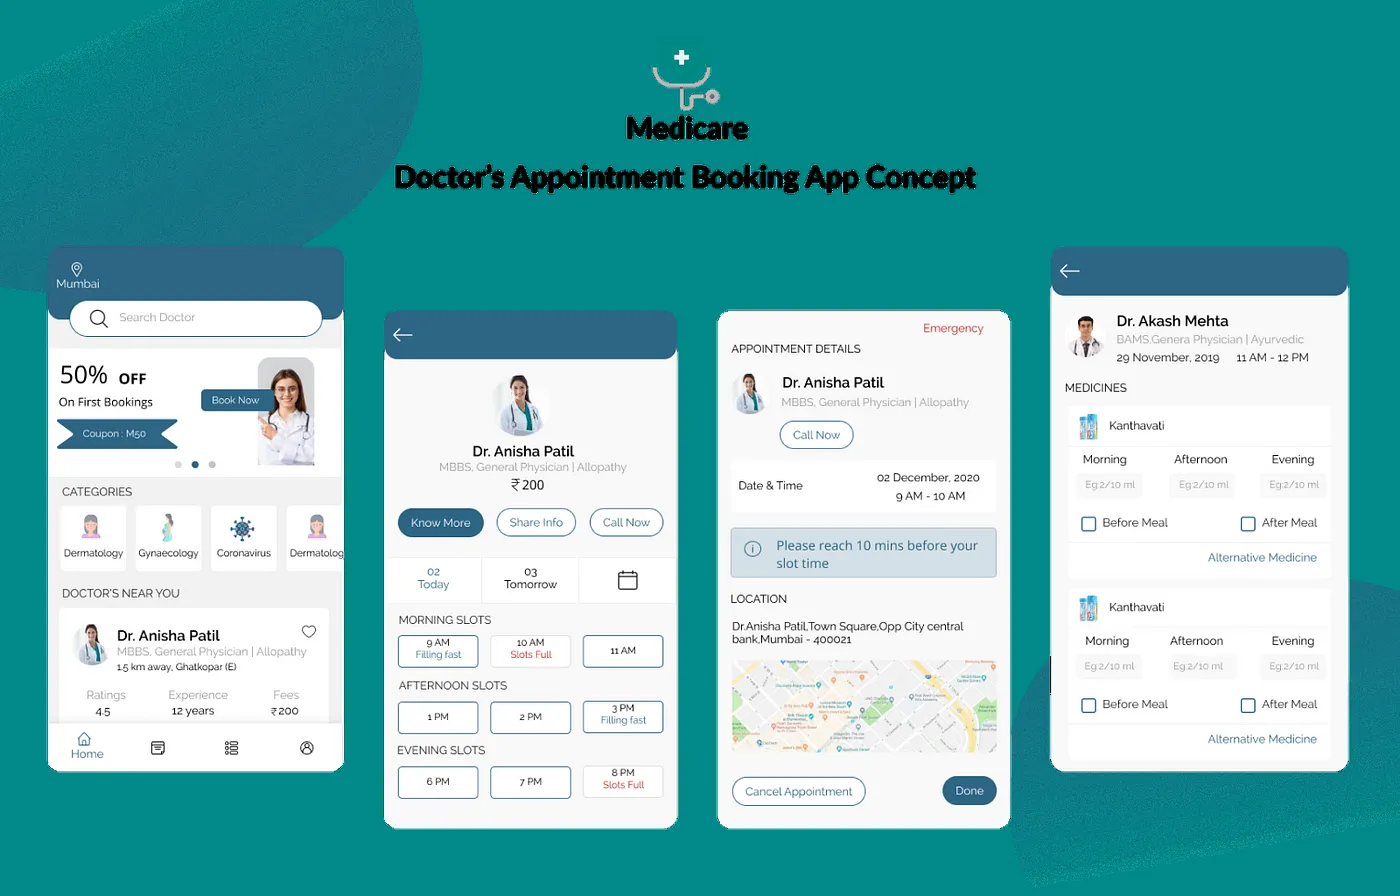 Medicare
Doctor's Appointment Booking App Concept
Mumbai
Search Doctor
50% OFF
On First Bookings
Book Now
Coupon : M50
CATEGORIES
Dermatology
Gynaecology
Coronavirus
Dermatolog
DOCTOR'S NEAR YOU
Dr. Anisha Patil
MBBS, General Physician | Allopathy
1.5 km away, Ghatkopar (E)
Ratings Experience Fees
4.5 12 years ₹200
Home
Dr. Anisha Patil
MBBS, General Physician | Allopathy
₹ 200
Know More
Share Info
Call Now
02
Today
03
Tomorrow
MORNING SLOTS
9 AM
Filling fast
10 AM
Slots Full
11 AM
AFTERNOON SLOTS
1 PM
2 PM
3 PM
Filling fast
EVENING SLOTS
6 PM
7 PM
8 PM
Slots Full
Emergency
APPOINTMENT DETAILS
Dr. Anisha Patil
MBBS, General Physician | Allopathy
Call Now
Date & Time
02 December, 2020
9 AM - 10 AM
Please reach 10 mins before your
slot time
LOCATION
Dr.Anisha Patil,Town Square,Opp City central
bank,Mumbai - 400021
Cancel Appointment
Done
Dr. Akash Mehta
BAMS,Genera Physician | Ayurvedic
29 November, 2019 11 AM - 12 PM
MEDICINES
Kanthavati
Morning Afternoon Evening
Eg:2/10 ml Eg:2/10 ml Eg:2/10 ml
Before Meal After Meal
Alternative Medicine
Kanthavati
Morning Afternoon Evening
Eg:2/10 ml Eg:2/10 ml Eg:2/10 ml
Before Meal After Meal
Alternative Medicine